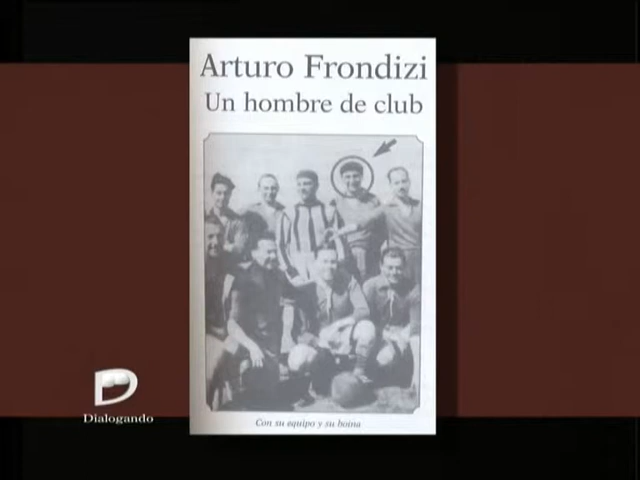 Arturo Frondizi
Un hombre de club
Con su equipo y su boina
D
Dialogando